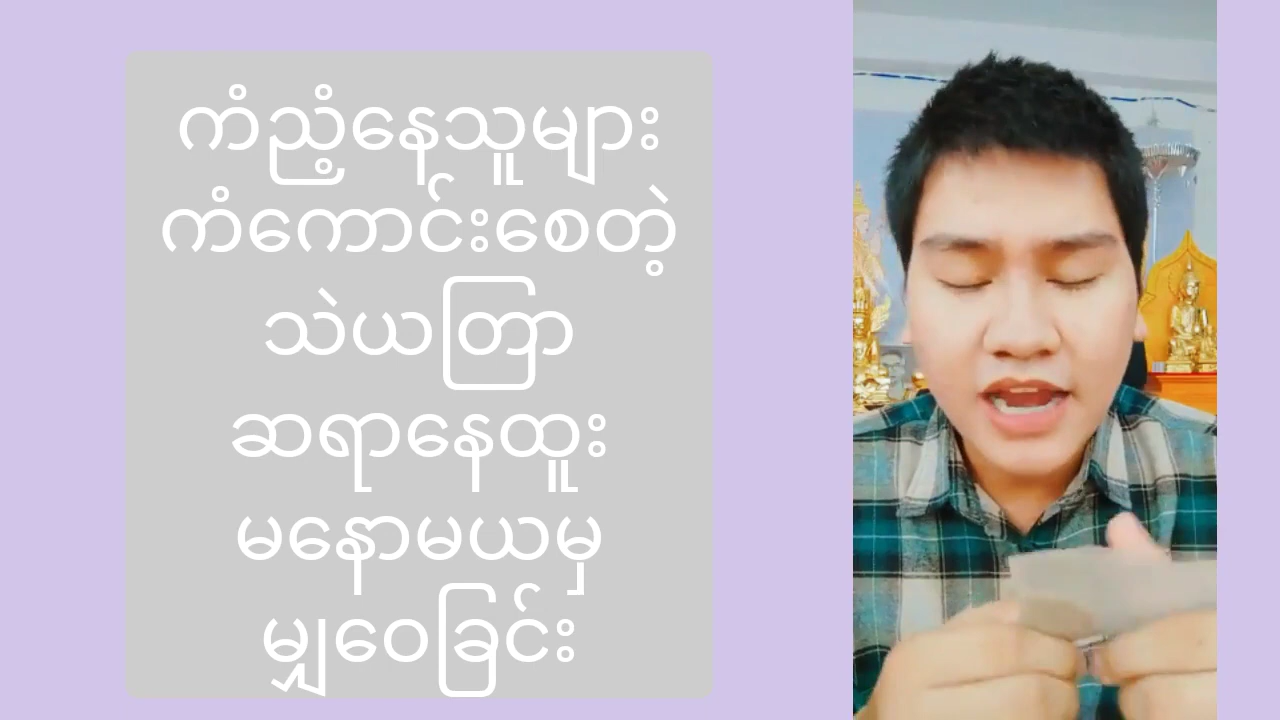 ကံညံ့နေသူများ
ကံကောင်းစေတဲ့
သဲယတြာ
ဆရာနေထူး
မနောမယမှ
မျှဝေခြင်း